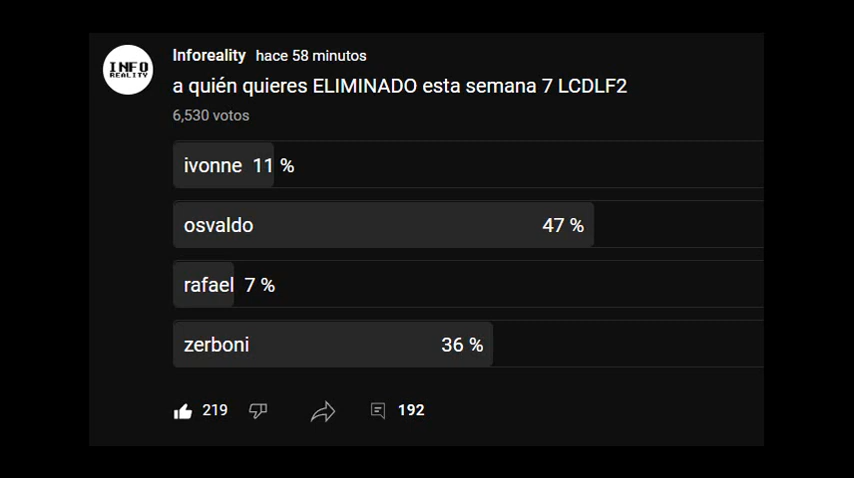 INFO
REALITY
Inforeality hace 58 minutos
a quién quieres ELIMINADO esta semana 7 LCDLF2
6,530 votos
ivonne 11 %
osvaldo 47 %
rafael 7 %
zerboni 36 %
219 192